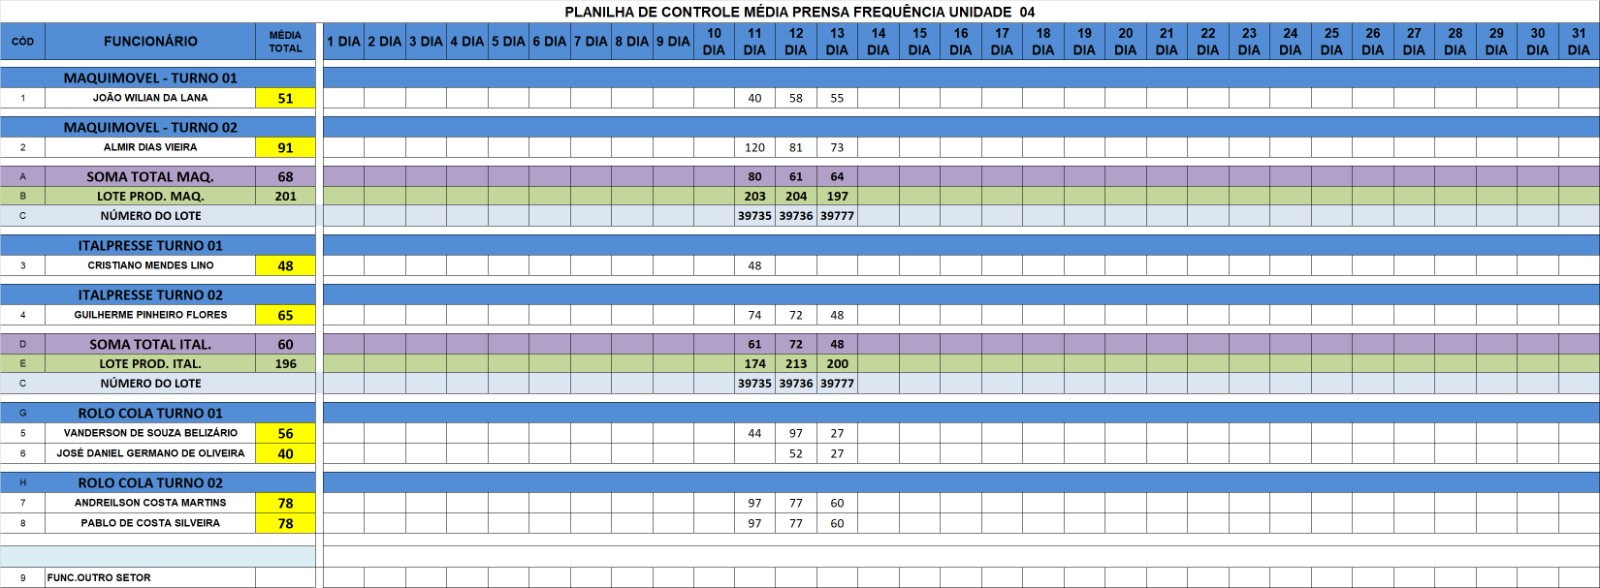 PLANILHA DE CONTROLE MÉDIA PRENSA FREQUÊNCIA UNIDADE 04
CÓD FUNCIONÁRIO MÉDIA TOTAL 1 DIA 2 DIA 3 DIA 4 DIA 5 DIA 6 DIA 7 DIA 8 DIA 9 DIA 10 DIA 11 DIA 12 DIA 13 DIA 14 DIA 15 DIA 16 DIA 17 DIA 18 DIA 19 DIA 20 DIA 21 DIA 22 DIA 23 DIA 24 DIA 25 DIA 26 DIA 27 DIA 28 DIA 29 DIA 30 DIA 31 DIA
MAQUIMOVEL - TURNO 01
1 JOÃO WILIAN DA LANA 51 40 58 55
MAQUIMOVEL - TURNO 02
2 ALMIR DIAS VIEIRA 91 120 81 73
A SOMA TOTAL MAQ. 68 80 61 64
B LOTE PROD. MAQ. 201 203 204 197
C NÚMERO DO LOTE 39735 39736 39777
ITALPRESSE TURNO 01
3 CRISTIANO MENDES LINO 48 48
ITALPRESSE TURNO 02
4 GUILHERME PINHEIRO FLORES 65 74 72 48
D SOMA TOTAL ITAL. 60 61 72 48
E LOTE PROD. ITAL. 196 174 213 200
C NÚMERO DO LOTE 39735 39736 39777
G ROLO COLA TURNO 01
5 VANDERSON DE SOUZA BELIZÁRIO 56 44 97 27
6 JOSÉ DANIEL GERMANO DE OLIVEIRA 40 52 27
H ROLO COLA TURNO 02
7 ANDREILSON COSTA MARTINS 78 97 77 60
8 PABLO DE COSTA SILVEIRA 78 97 77 60
9 FUNC.OUTRO SETOR